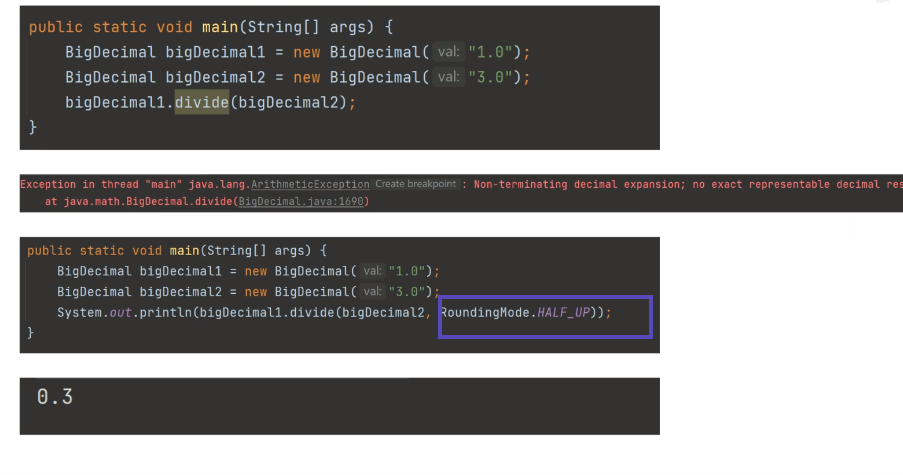 public static void main(String[] args) {
BigDecimal bigDecimal1 = new BigDecimal( val: "1.0");
BigDecimal bigDecimal2 = new BigDecimal( val: "3.0");
bigDecimal1.divide(bigDecimal2);
}
Exception in thread "main" java.lang.ArithmeticException Create breakpoint : Non-terminating decimal expansion; no exact representable decimal res
at java.math.BigDecimal.divide(BigDecimal.java:1690)
public static void main(String[] args) {
BigDecimal bigDecimal1 = new BigDecimal( val: "1.0");
BigDecimal bigDecimal2 = new BigDecimal( val: "3.0");
System.out.println(bigDecimal1.divide(bigDecimal2, RoundingMode.HALF_UP));
}
0.3